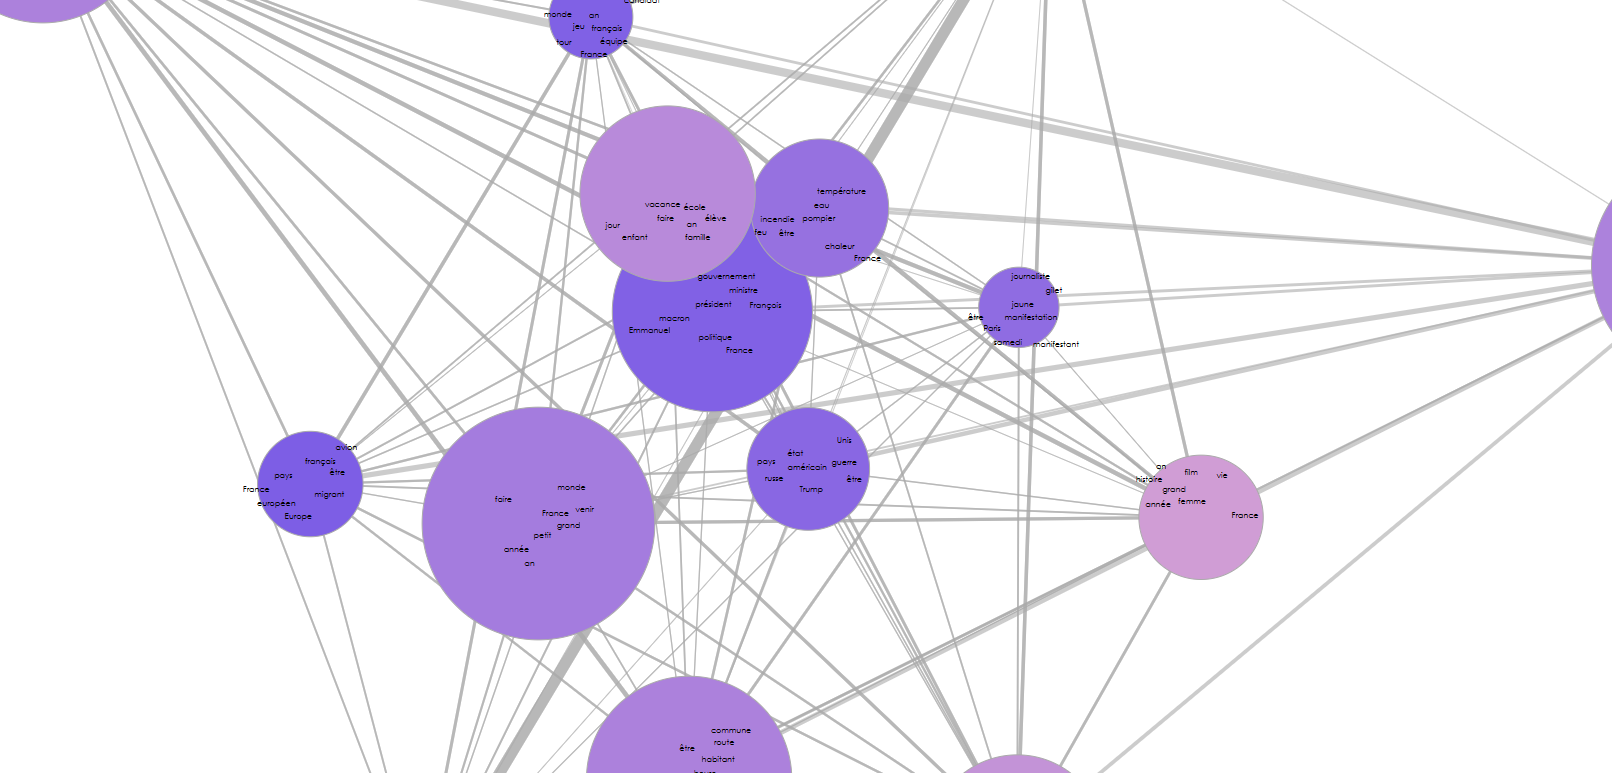 candidat
monde
an
jeu
français
tour
équipe
France
vacance
école
faire
an
élève
jour
enfant
famille
température
eau
incendie
pompier
feu
être
chaleur
France
gouvernement
ministre
président
François
macron
Emmanuel
politique
France
journaliste
gilet
jaune
être
manifestation
Paris
samedi
manifestant
avion
français
pays
être
France
migrant
européen
Europe
monde
faire
France
venir
grand
petit
année
an
Unis
état
pays
américain
guerre
russe
être
Trump
an
film
vie
histoire
grand
année
femme
France
commune
route
être
habitant